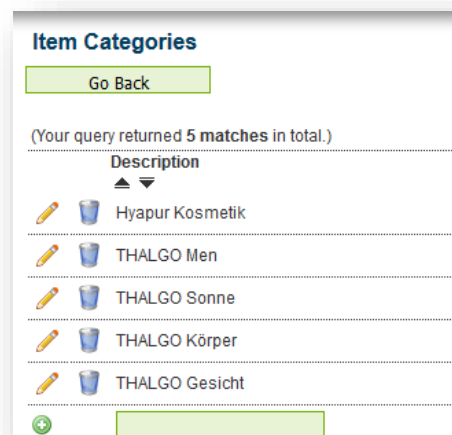 Item Categories
Go Back
(Your query returned 5 matches in total.)
Description
Hyapur Kosmetik
THALGO Men
THALGO Sonne
THALGO Körper
THALGO Gesicht